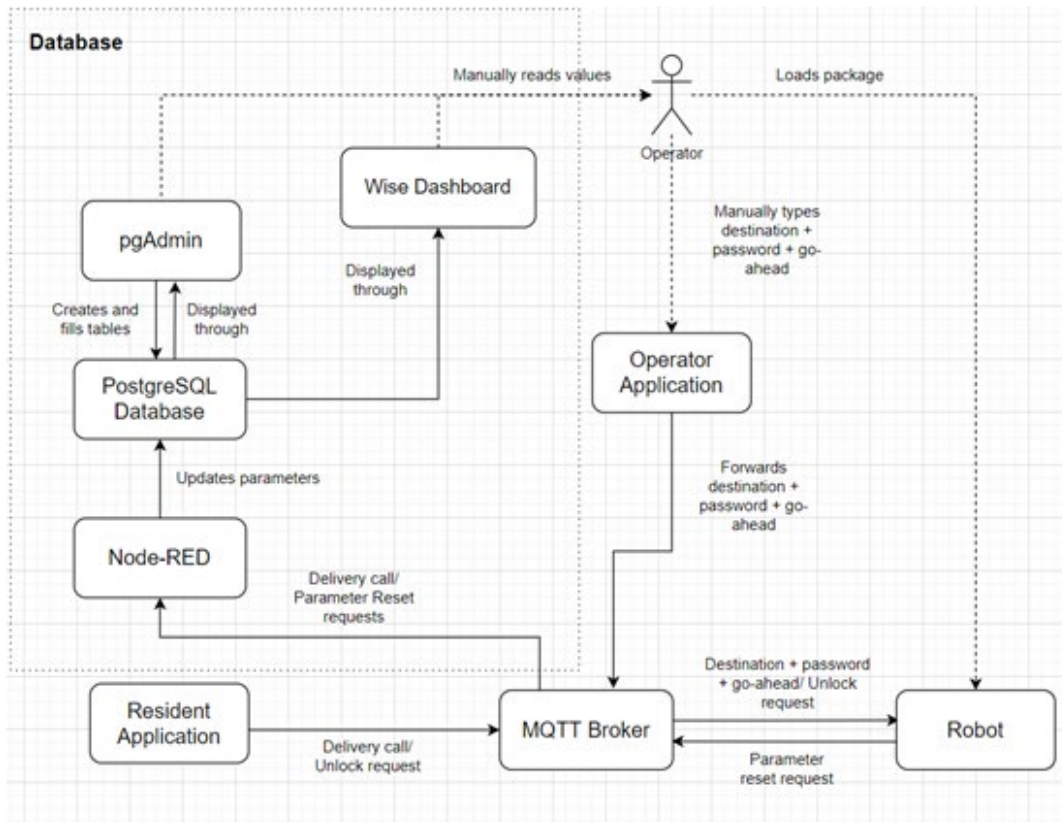 Database
Manually reads values
Loads package
Operator
Wise Dashboard
pgAdmin
Manually types
destination +
password + go-
ahead
Displayed
through
Creates and
fills tables
Displayed
through
Operator
Application
PostgreSQL
Database
Updates parameters
Forwards
destination +
password + go-
ahead
Node-RED
Delivery call/
Parameter Reset
requests
Destination + password
+ go-ahead/ Unlock
request
Resident
Application
MQTT Broker
Robot
Delivery call/
Unlock request
Parameter
reset request